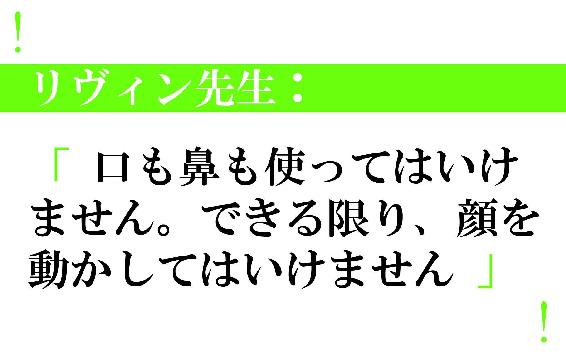 !
リヴィン先生：
「 口も鼻も使ってはいけ
ません。できる限り、顔を
動かしてはいけません 」
!